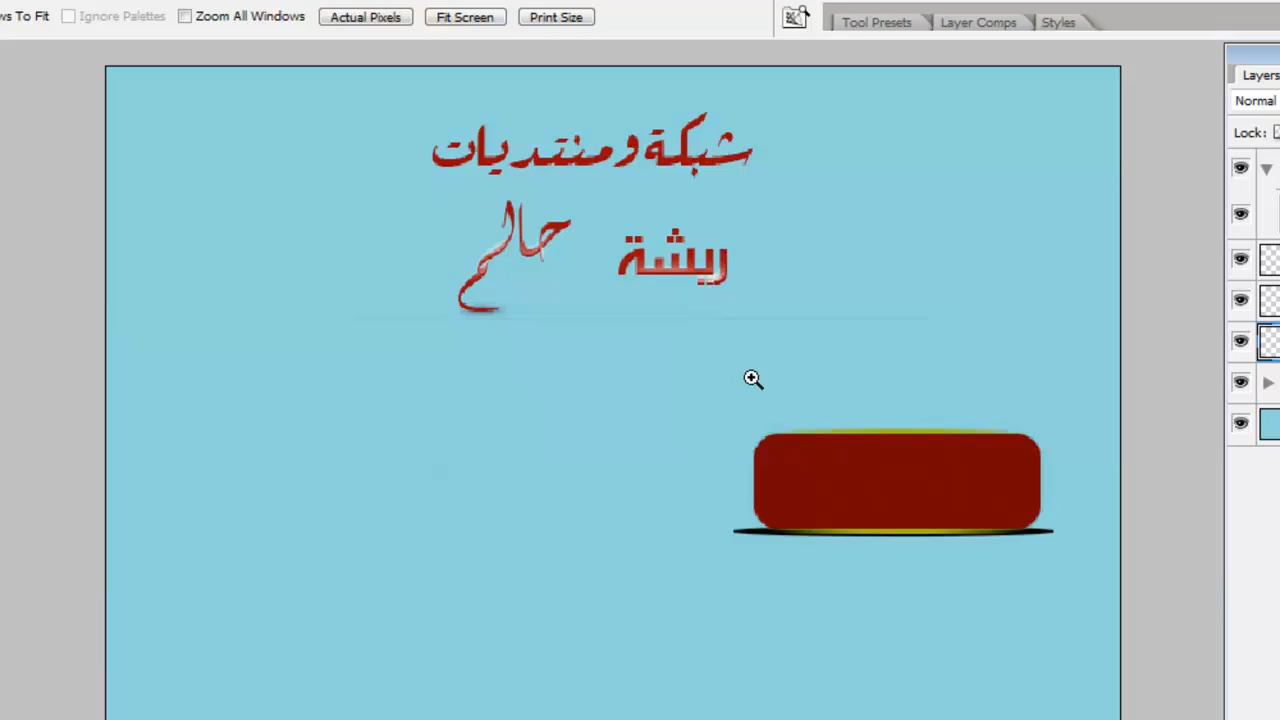 ws To Fit Ignore Palettes Zoom All Windows Actual Pixels Fit Screen Print Size Tool Presets Layer Comps Styles
Layers
Normal
Lock:
شبكة ومنتديات
ريشة حالم